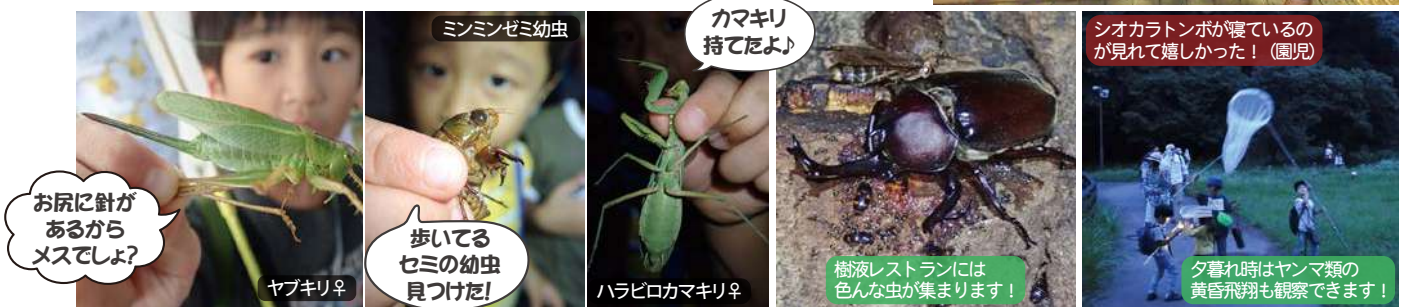 お尻に針が
あるから
メスでしょ?
ヤブキリ♀
ミンミンゼミ幼虫
歩いてる
セミの幼虫
見つけた!
カマキリ
持てたよ♪
ハラビロカマキリ♀
樹液レストランには
色んな虫が集まります！
シオカラトンボが寝ているの
が見れて嬉しかった！（園児）
夕暮れ時はヤンマ類の
黄昏飛翔も観察できます！